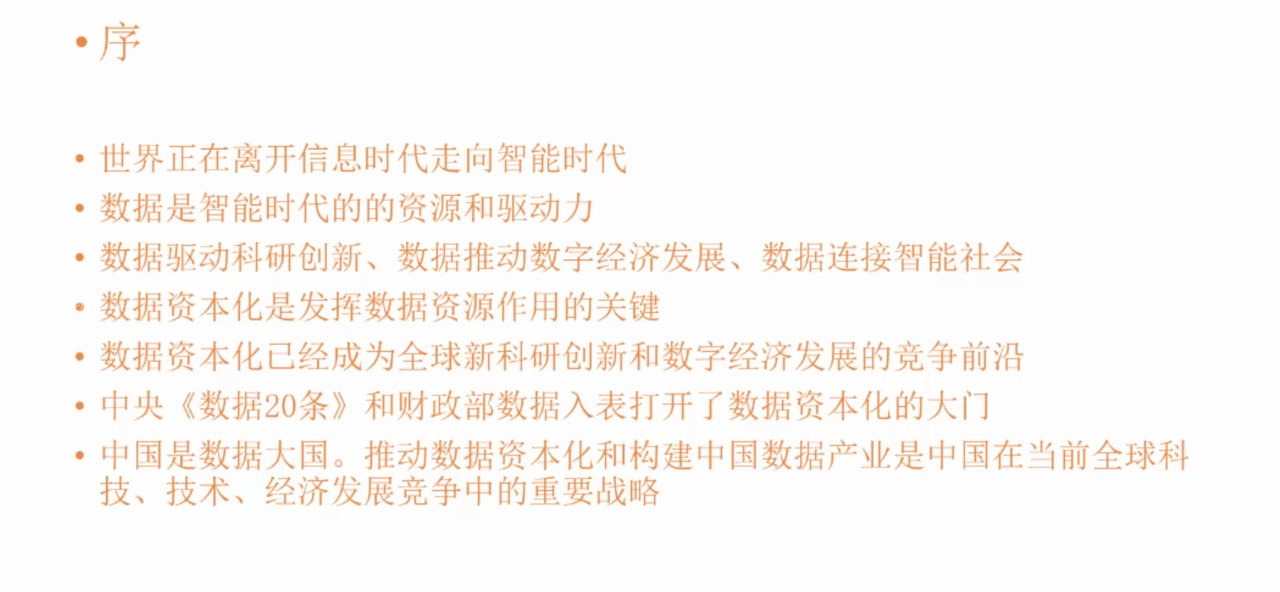 • 序
• 世界正在离开信息时代走向智能时代
• 数据是智能时代的的资源和驱动力
• 数据驱动科研创新、数据推动数字经济发展、数据连接智能社会
• 数据资本化是发挥数据资源作用的关键
• 数据资本化已经成为全球新科研创新和数字经济发展的竞争前沿
• 中央《数据20条》和财政部数据入表打开了数据资本化的大门
• 中国是数据大国。推动数据资本化和构建中国数据产业是中国在当前全球科
技、技术、经济发展竞争中的重要战略